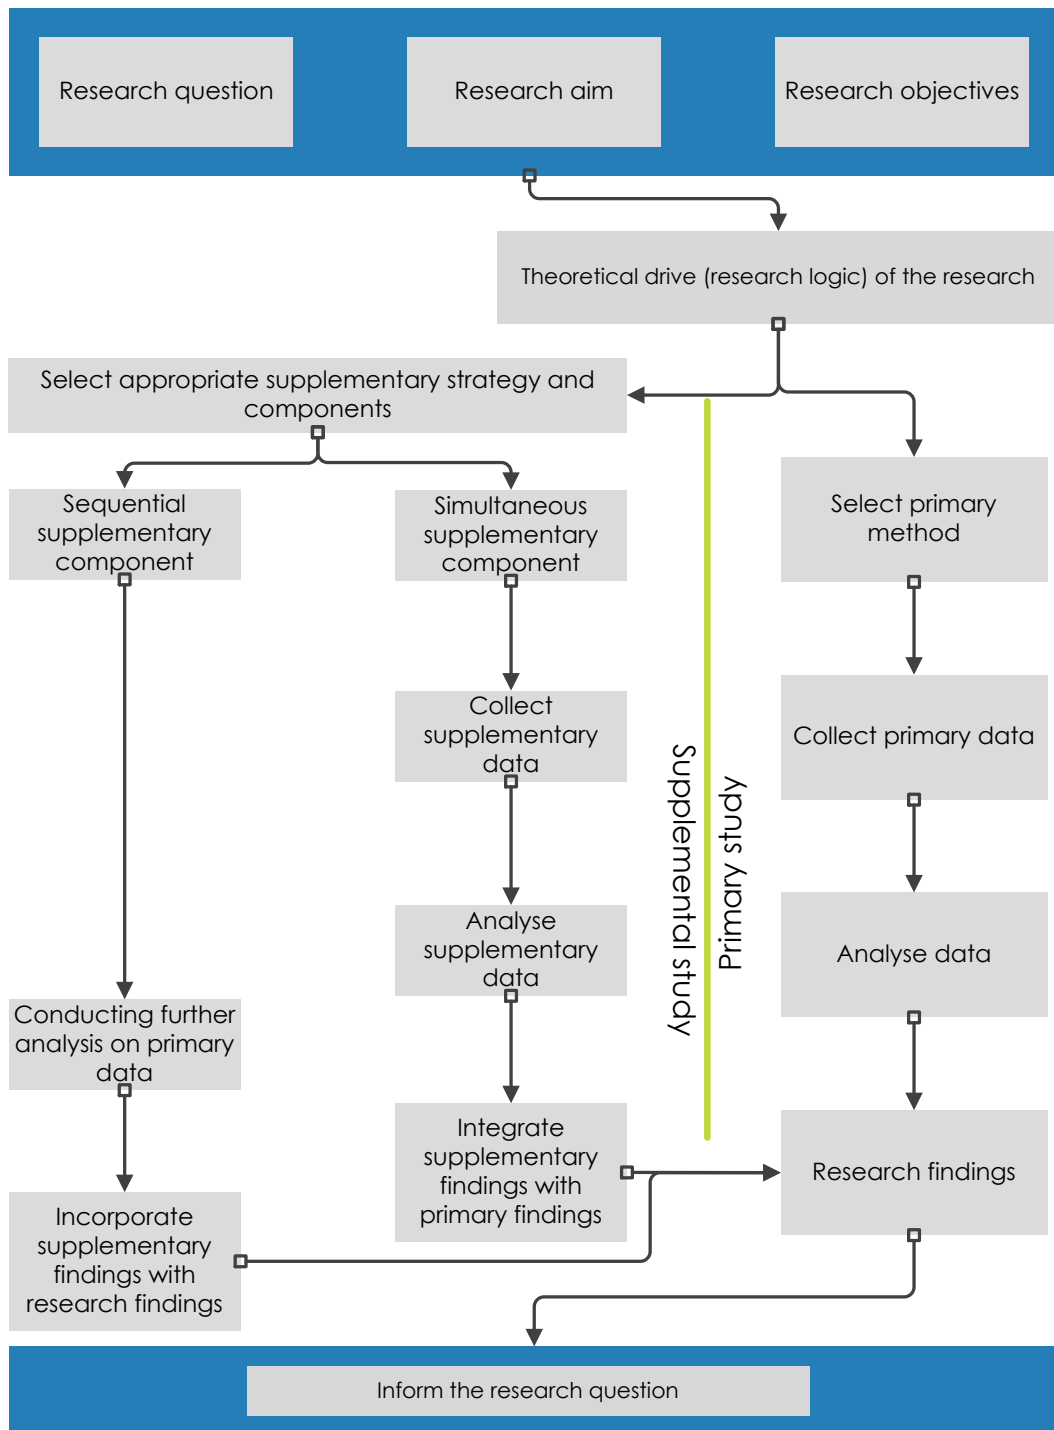 Research question
Research aim
Research objectives
Theoretical drive (research logic) of the research
Select appropriate supplementary strategy and
components
Sequential
supplementary
component
Simultaneous
supplementary
component
Select primary
method
Collect
supplementary
data
Collect primary data
Supplemental study
Primary study
Analyse
supplementary
data
Analyse data
Conducting further
analysis on primary
data
Integrate
supplementary
findings with
primary findings
Research findings
Incorporate
supplementary
findings with
research findings
Inform the research question